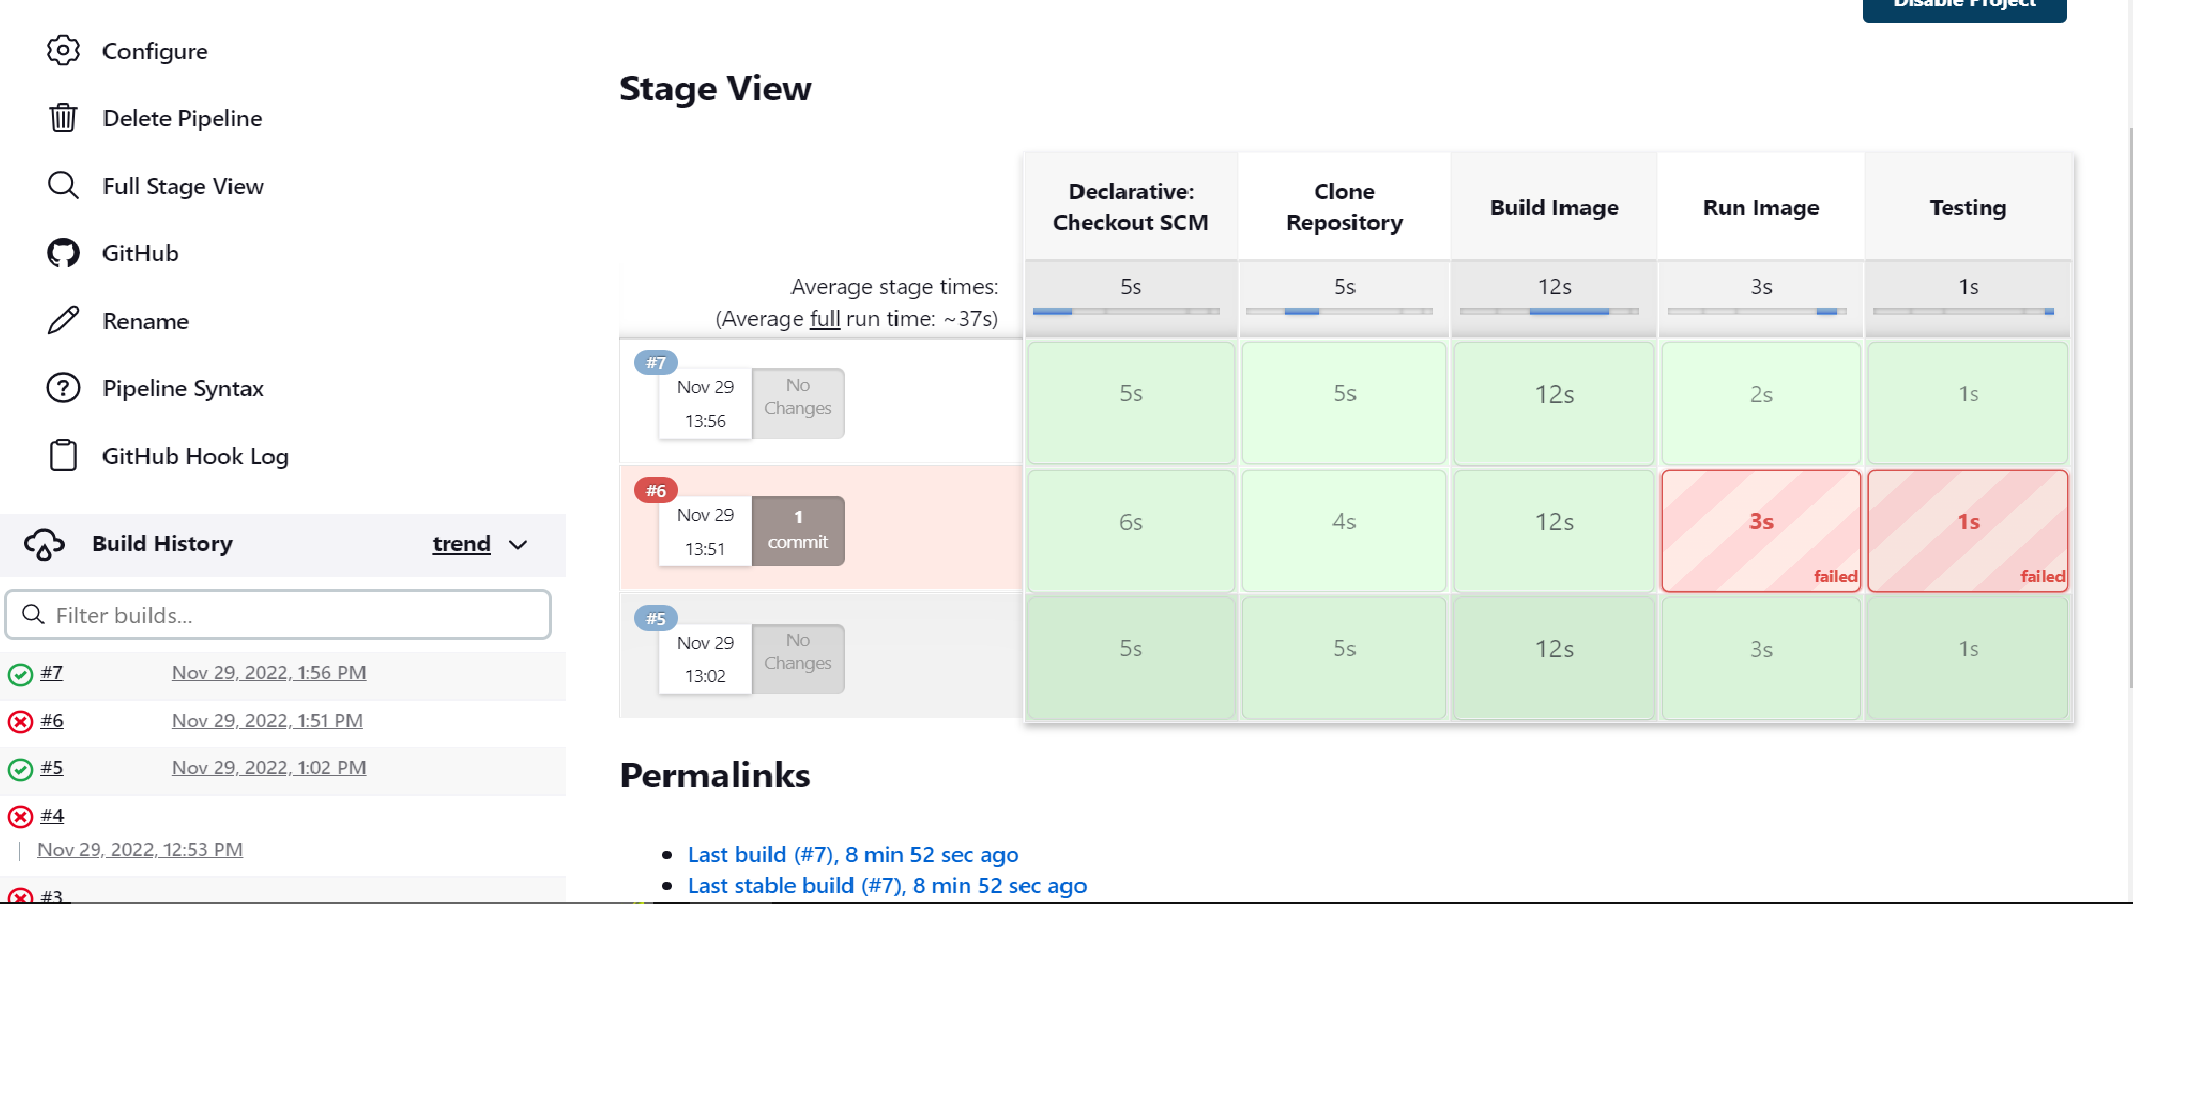 Disable Project
Configure
Delete Pipeline
Full Stage View
GitHub
Rename
Pipeline Syntax
GitHub Hook Log
Build History
trend
Filter builds...
#7
Nov 29, 2022, 1:56 PM
#6
Nov 29, 2022, 1:51 PM
#5
Nov 29, 2022, 1:02 PM
#4
Nov 29, 2022, 12:53 PM
#3
Stage View
Declarative:
Checkout SCM
Clone
Repository
Build Image
Run Image
Testing
Average stage times:
(Average full run time: ~37s)
5s
5s
12s
3s
1s
#7
Nov 29
13:56
No
Changes
5s
5s
12s
2s
1s
#6
Nov 29
13:51
1
commit
6s
4s
12s
3s
failed
1s
failed
#5
Nov 29
13:02
No
Changes
5s
5s
12s
3s
1s
Permalinks
Last build (#7), 8 min 52 sec ago
Last stable build (#7), 8 min 52 sec ago